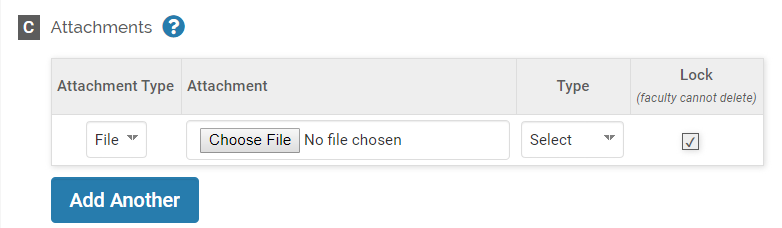 C Attachments ?
Attachment Type Attachment Type Lock
(faculty cannot delete)
File Choose File No file chosen Select
Add Another